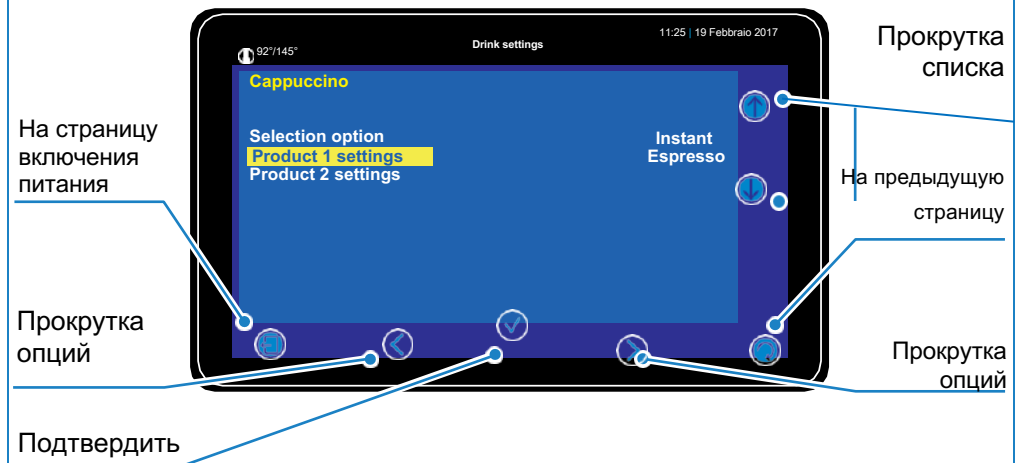 11:25 | 19 Febbraio 2017
92°/145°
Drink settings
Прокрутка
списка
Cappuccino
На страницу
включения
питания
Selection option
Instant
Product 1 settings
Espresso
Product 2 settings
На предыдущую
страницу
Прокрутка
опций
Прокрутка
опций
Подтвердить